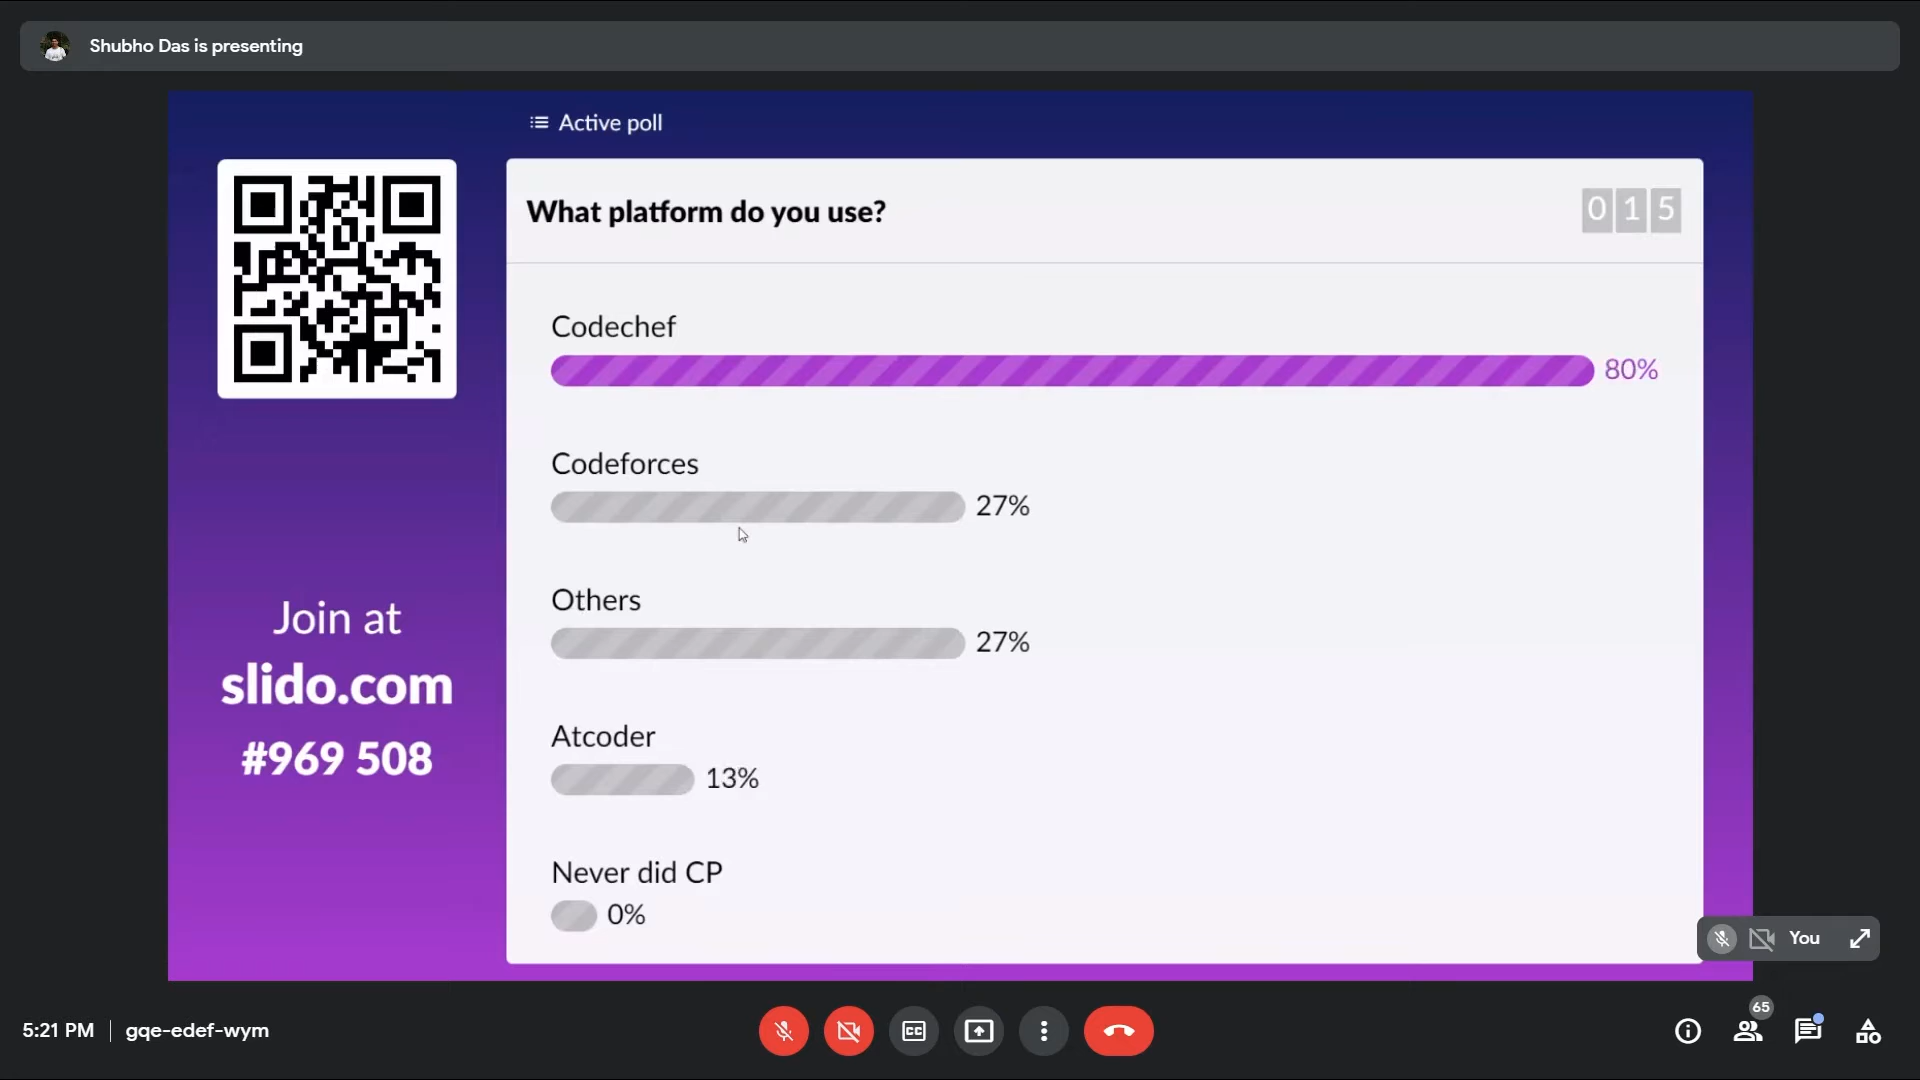 Shubho Das is presenting
Active poll
What platform do you use?
015
Codechef
80%
Codeforces
27%
Others
27%
Atcoder
13%
Never did CP
0%
Join at
slido.com
#969 508
You
5:21 PM | gqe-edef-wym
CC
65